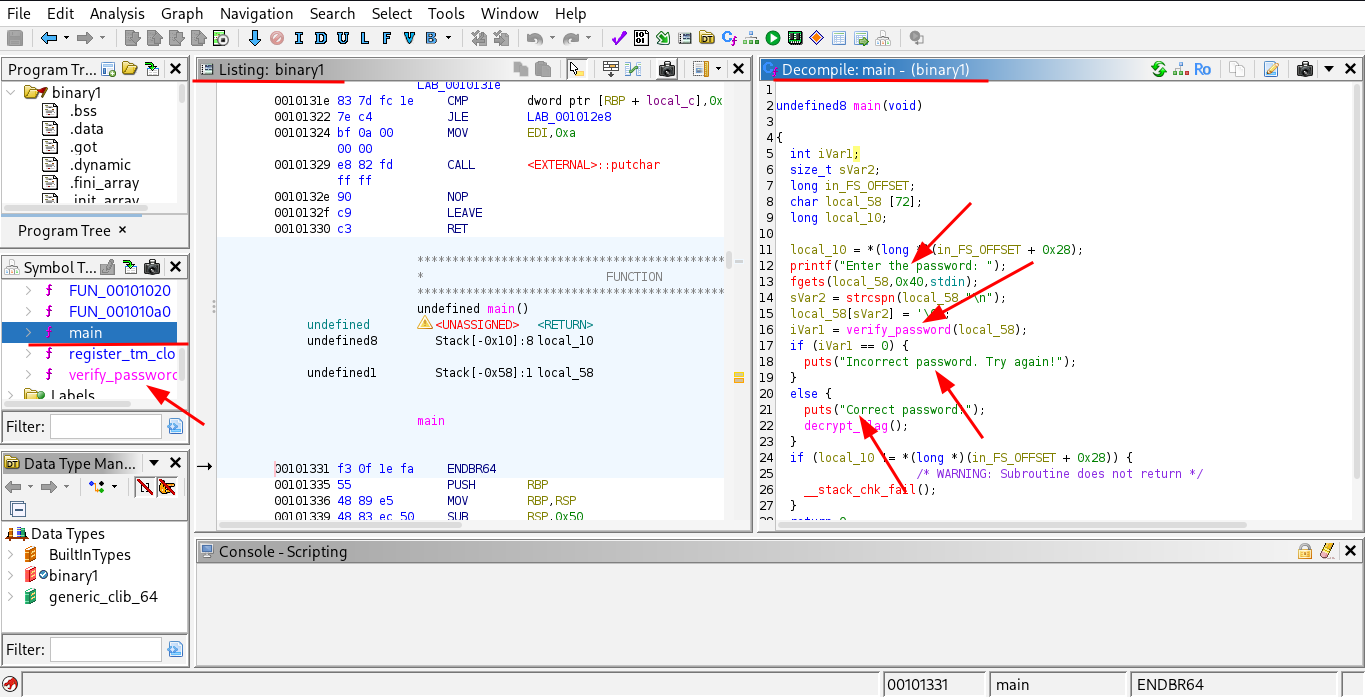 File Edit Analysis Graph Navigation Search Select Tools Window Help
I D U L F V B
Program Tr...
binary1
.bss
.data
.got
.dynamic
.fini_array
.init_array
Program Tree ×
Symbol T...
FUN_00101020
FUN_001010a0
main
register_tm_clo
verify_password
Labels
Filter:
Data Type Man...
Data Types
BuiltInTypes
binary1
generic_clib_64
Filter:
Listing: binary1
LAB_0010131e
0010131e 83 7d fc 1e CMP dword ptr [RBP + local_c],0x
00101322 7e c4 JLE LAB_001012e8
00101324 bf 0a 00 MOV EDI,0xa
00 00
00101329 e8 82 fd CALL <EXTERNAL>::putchar
ff ff
0010132e 90 NOP
0010132f c9 LEAVE
00101330 c3 RET
* FUNCTION
undefined main()
undefined <UNASSIGNED> <RETURN>
undefined8 Stack[-0x10]:8 local_10
undefined1 Stack[-0x58]:1 local_58
main
00101331 f3 0f 1e fa ENDBR64
00101335 55 PUSH RBP
00101336 48 89 e5 MOV RBP,RSP
00101339 48 83 ec 50 SUB RSP,0x50
Decompile: main - (binary1)
Ro
1
2 undefined8 main(void)
3
4 {
5 int iVar1;
6 size_t sVar2;
7 long in_FS_OFFSET;
8 char local_58 [72];
9 long local_10;
10
11 local_10 = *(long *)(in_FS_OFFSET + 0x28);
12 printf("Enter the password: ");
13 fgets(local_58,0x40,stdin);
14 sVar2 = strcspn(local_58,"\n");
15 local_58[sVar2] = '\0';
16 iVar1 = verify_password(local_58);
17 if (iVar1 == 0) {
18 puts("Incorrect password. Try again!");
19 }
20 else {
21 puts("Correct password!");
22 decrypt_flag();
23 }
24 if (local_10 != *(long *)(in_FS_OFFSET + 0x28)) {
25 /* WARNING: Subroutine does not return */
26 __stack_chk_fail();
27 }
28 return 0
Console - Scripting
00101331 main ENDBR64